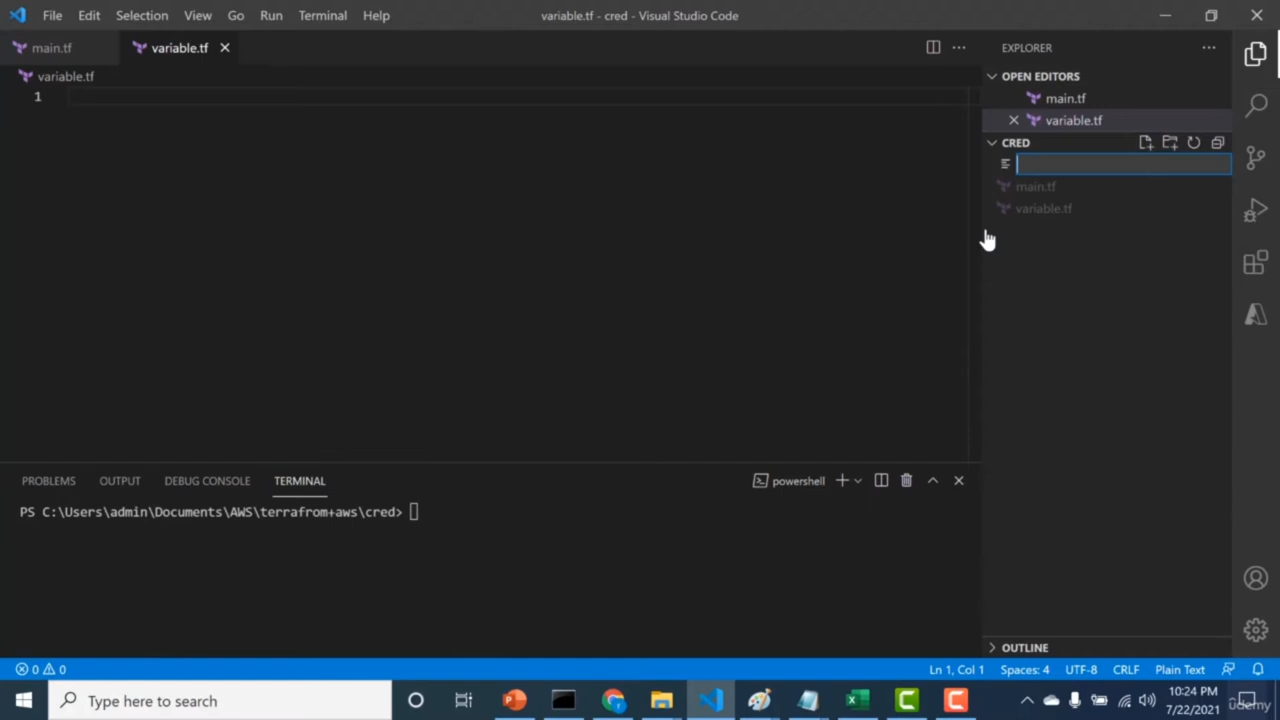 File Edit Selection View Go Run Terminal Help
variable.tf - cred - Visual Studio Code
main.tf
variable.tf
variable.tf
1
EXPLORER
OPEN EDITORS
main.tf
variable.tf
CRED
main.tf
variable.tf
PROBLEMS OUTPUT DEBUG CONSOLE TERMINAL
powershell
PS C:\Users\admin\Documents\AWS\terrafrom+aws\cred>
OUTLINE
0 0
Ln 1, Col 1 Spaces: 4 UTF-8 CRLF Plain Text
Type here to search
10:24 PM
7/22/2021
udemy